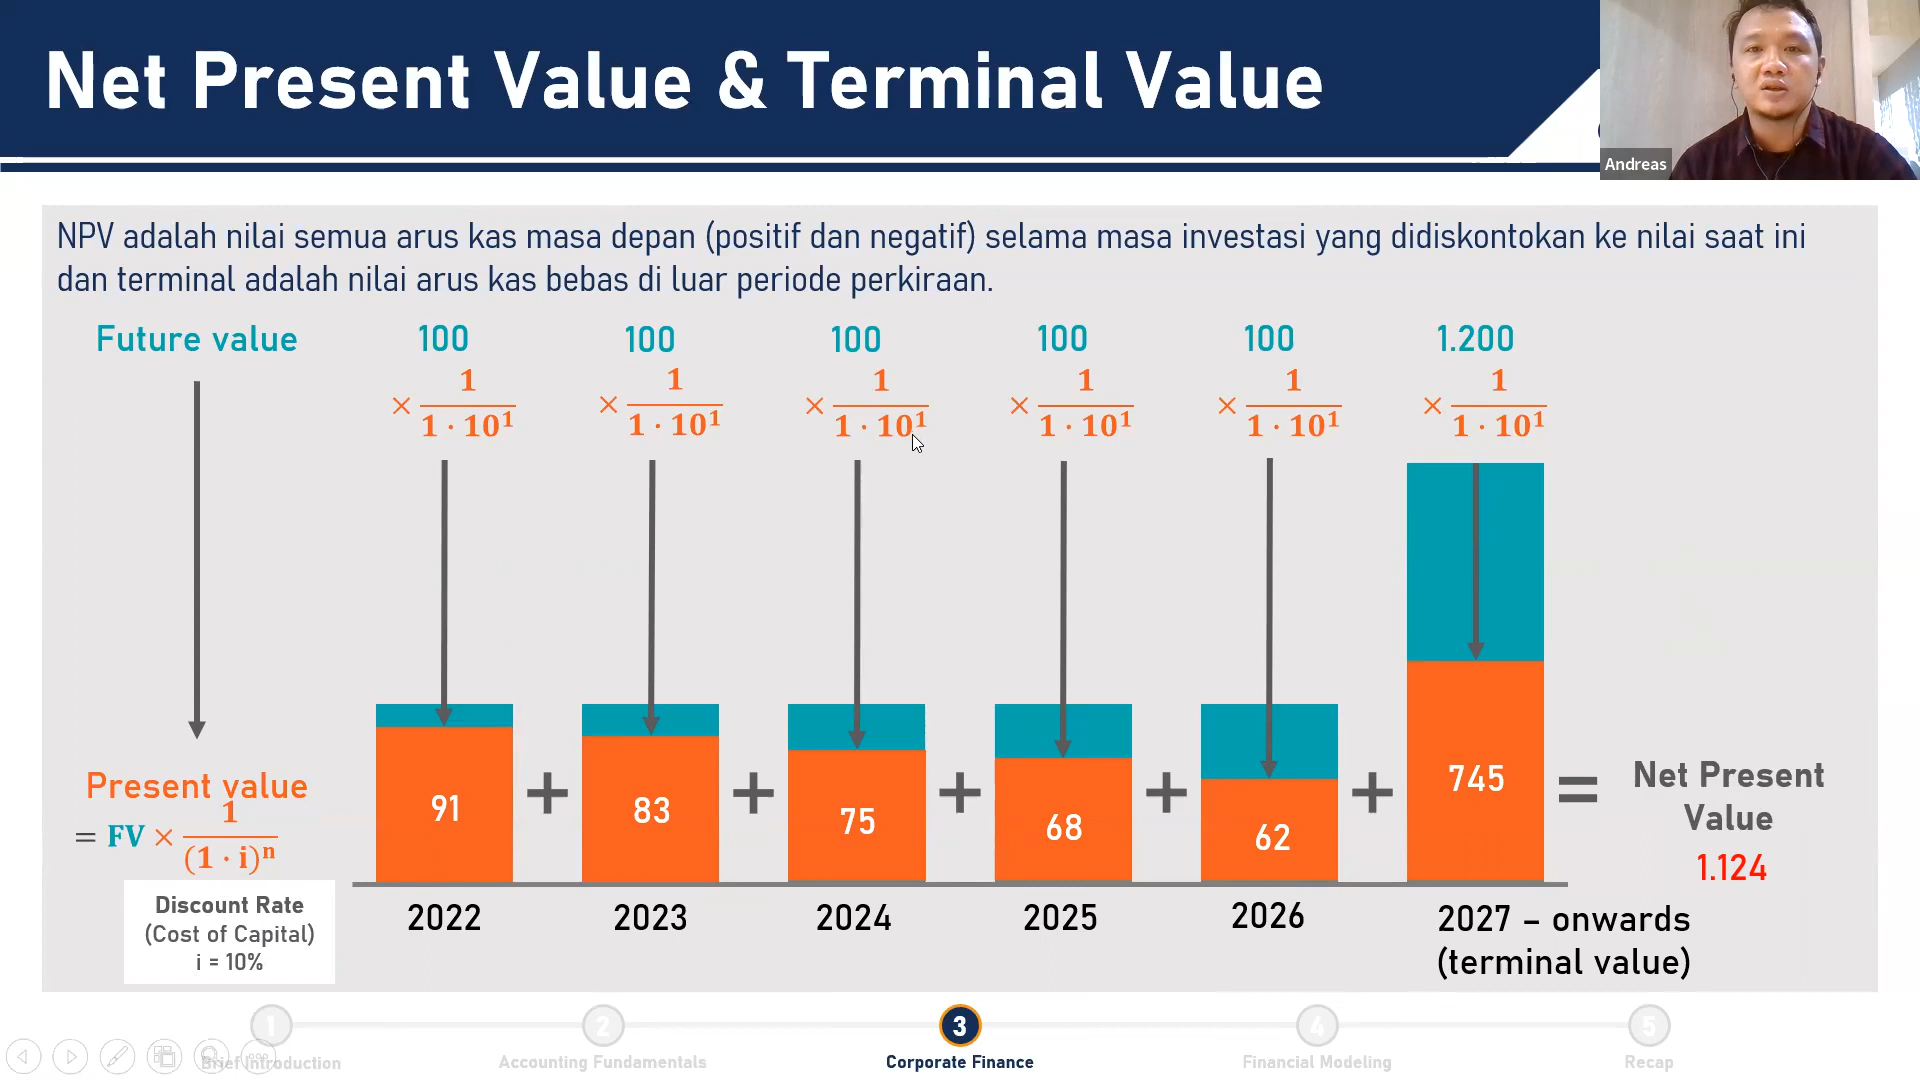 Net Present Value & Terminal Value
Andreas
NPV adalah nilai semua arus kas masa depan (positif dan negatif) selama masa investasi yang didiskontokan ke nilai saat ini
dan terminal adalah nilai arus kas bebas di luar periode perkiraan.
Future value 100 100 100 100 100 1.200
× 1 / 1 · 10¹ × 1 / 1 · 10¹ × 1 / 1 · 10¹ × 1 / 1 · 10¹ × 1 / 1 · 10¹ × 1 / 1 · 10¹
Present value
= FV × 1 / (1 · i)ⁿ
91 + 83 + 75 + 68 + 62 + 745 =
Net Present
Value
1.124
Discount Rate
(Cost of Capital)
i = 10%
2022 2023 2024 2025 2026 2027 – onwards
(terminal value)
1 2 3 4 5
Brief Introduction Accounting Fundamentals Corporate Finance Financial Modeling Recap